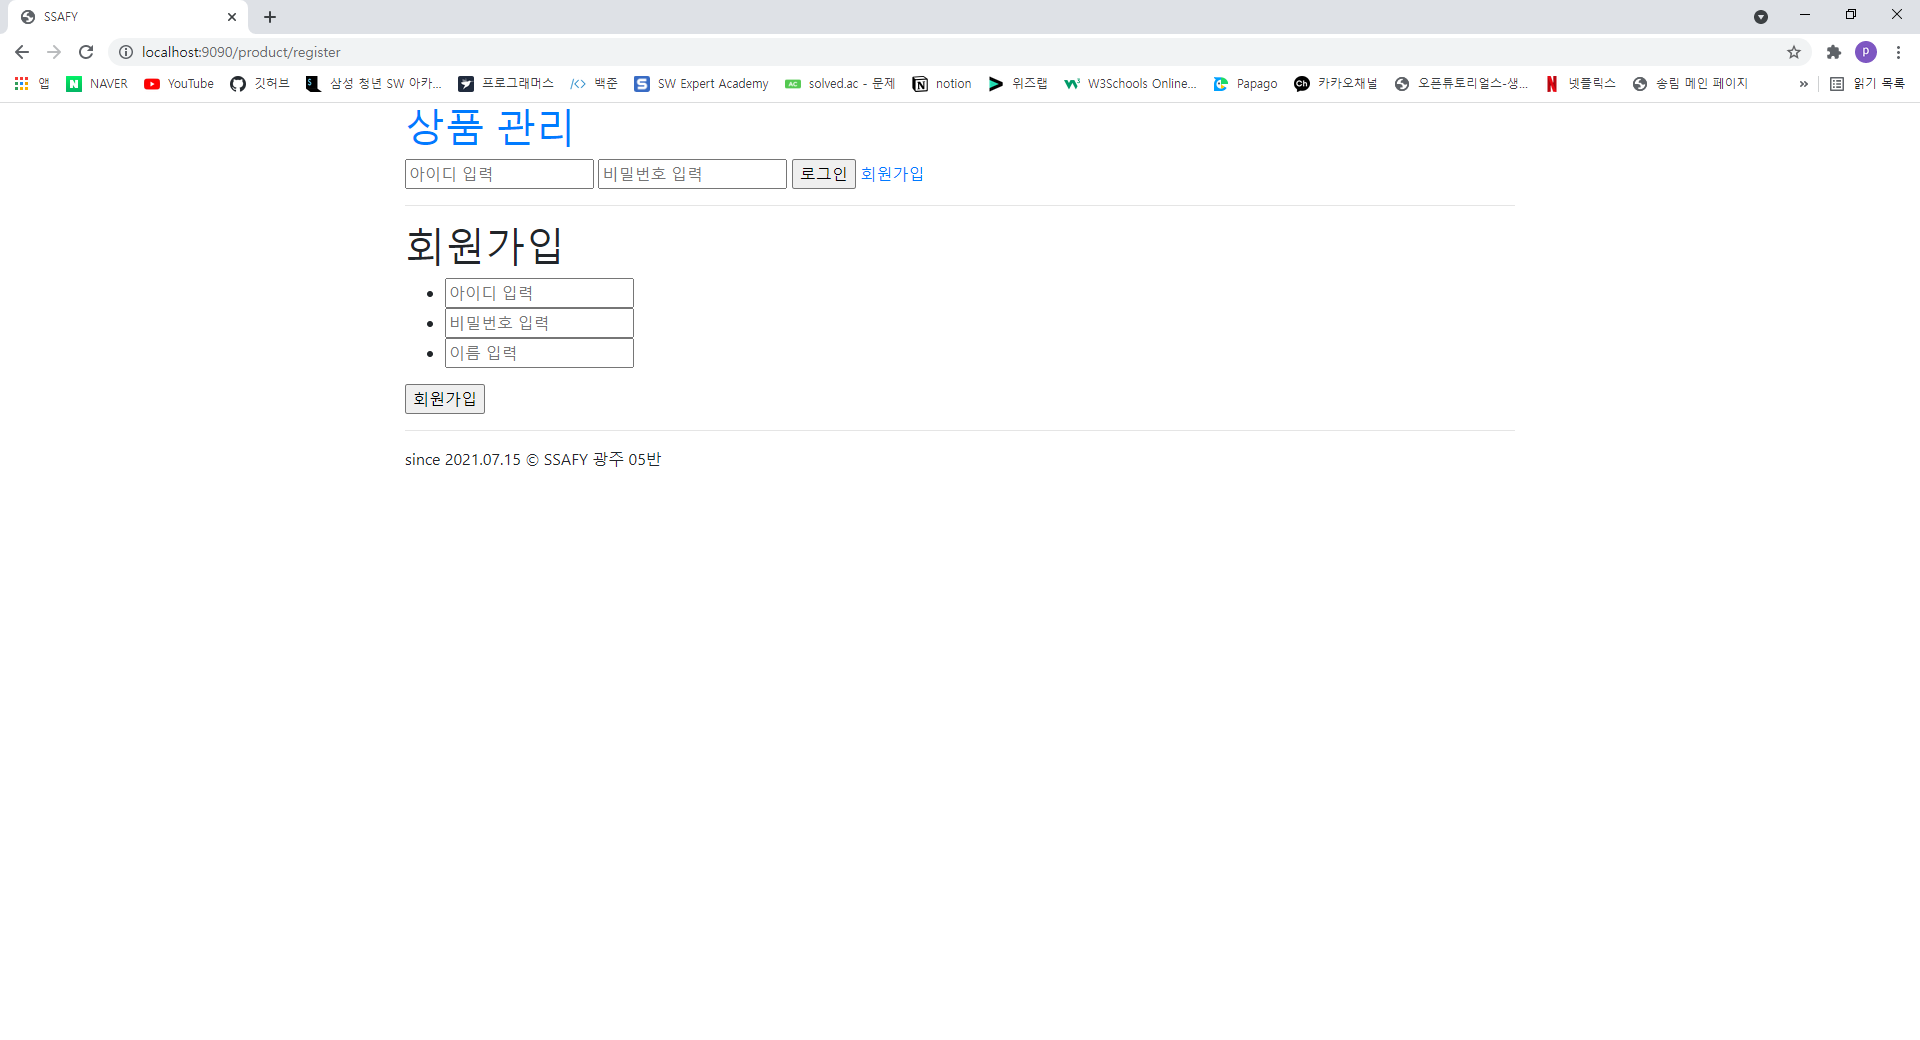 SSAFY
localhost:9090/product/register
앱 NAVER YouTube 깃허브 삼성 청년 SW 아카... 프로그래머스 백준 SW Expert Academy solved.ac - 문제 notion 위즈랩 W3Schools Online... Papago 카카오채널 오픈튜토리얼스-생... 넷플릭스 송림 메인 페이지 » 읽기 목록
상품 관리
아이디 입력 비밀번호 입력 로그인 회원가입
회원가입
아이디 입력
비밀번호 입력
이름 입력
회원가입
since 2021.07.15 © SSAFY 광주 05반